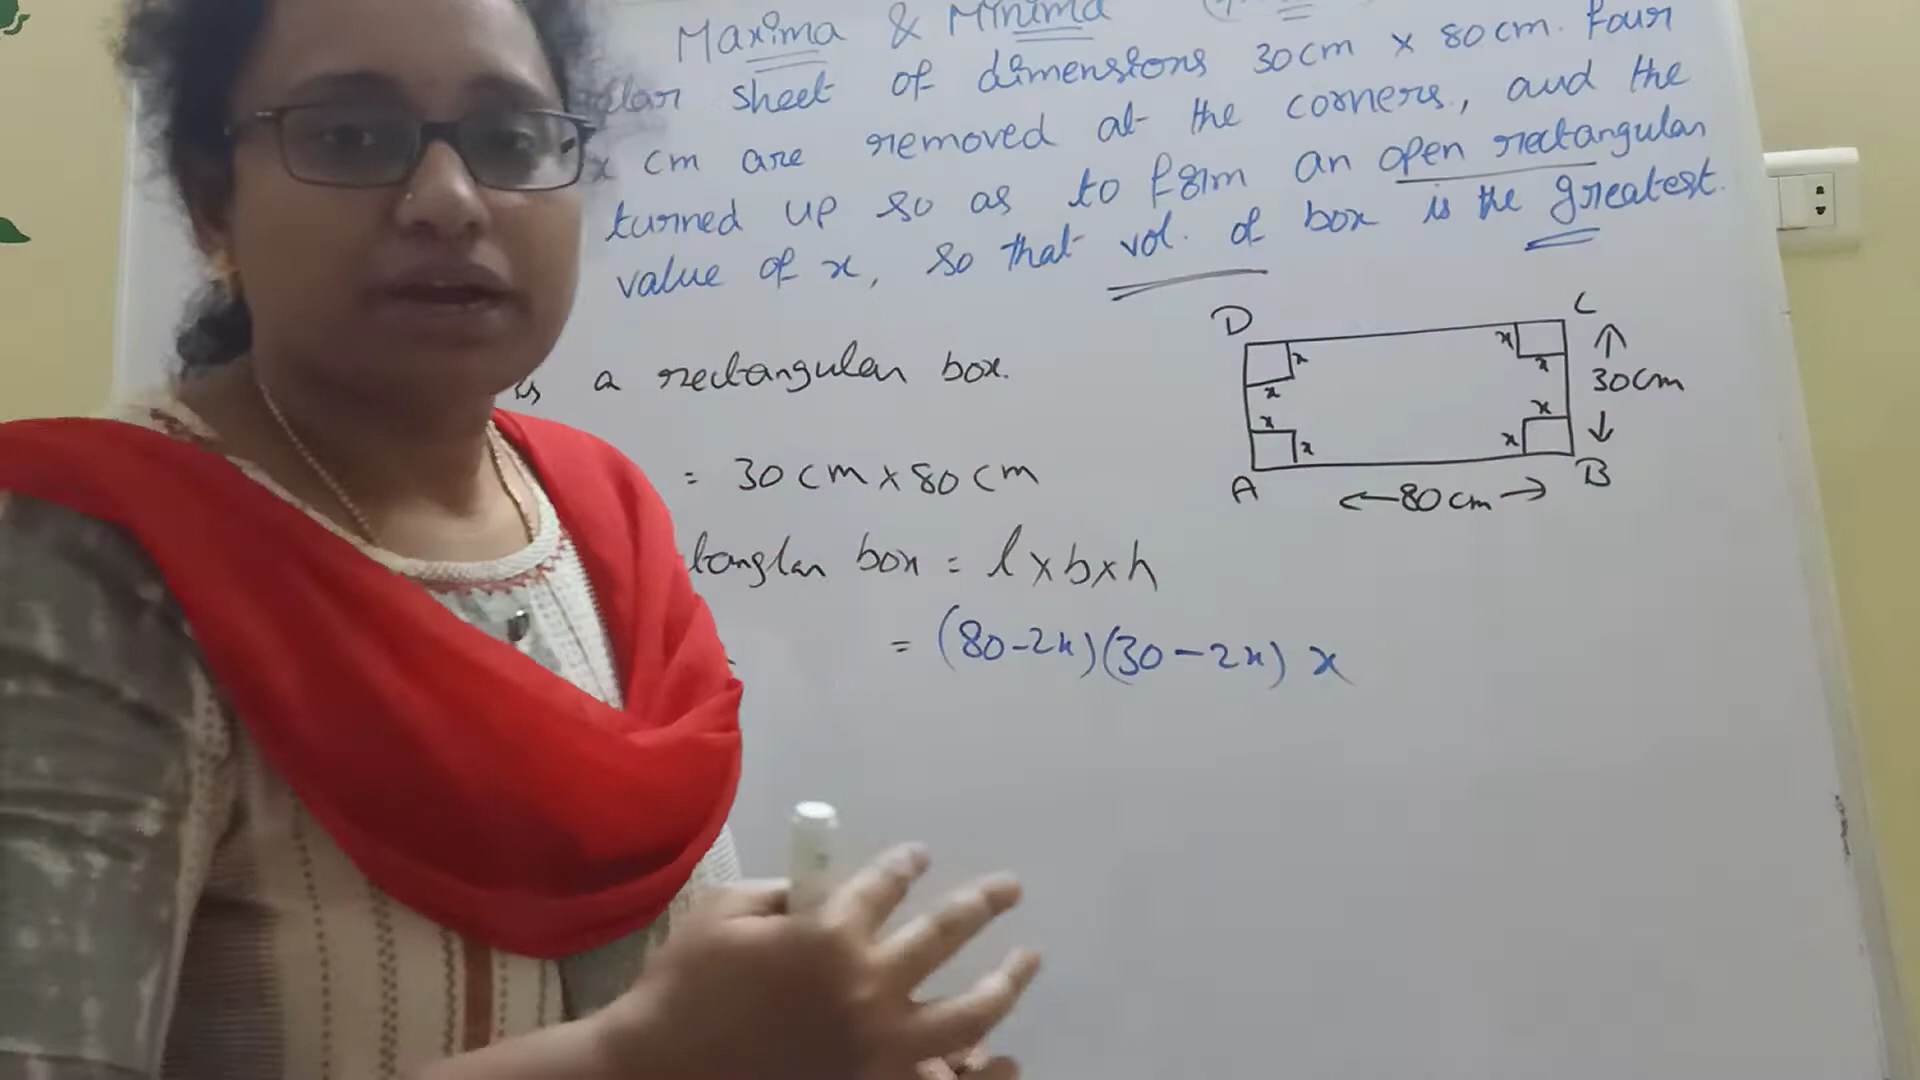 Maxima & Minima
sheet of dimensions 30cm x 80cm. Four
x cm are removed at the corners, and the
turned up so as to form an open rectangular
value of x, so that vol. of box is the greatest.
is a rectangular box.
= 30cm x 80cm
box = l x b x h
= (80-2x)(30-2x) x
D C
x x
x x
30cm
x x
x x
A B
80cm